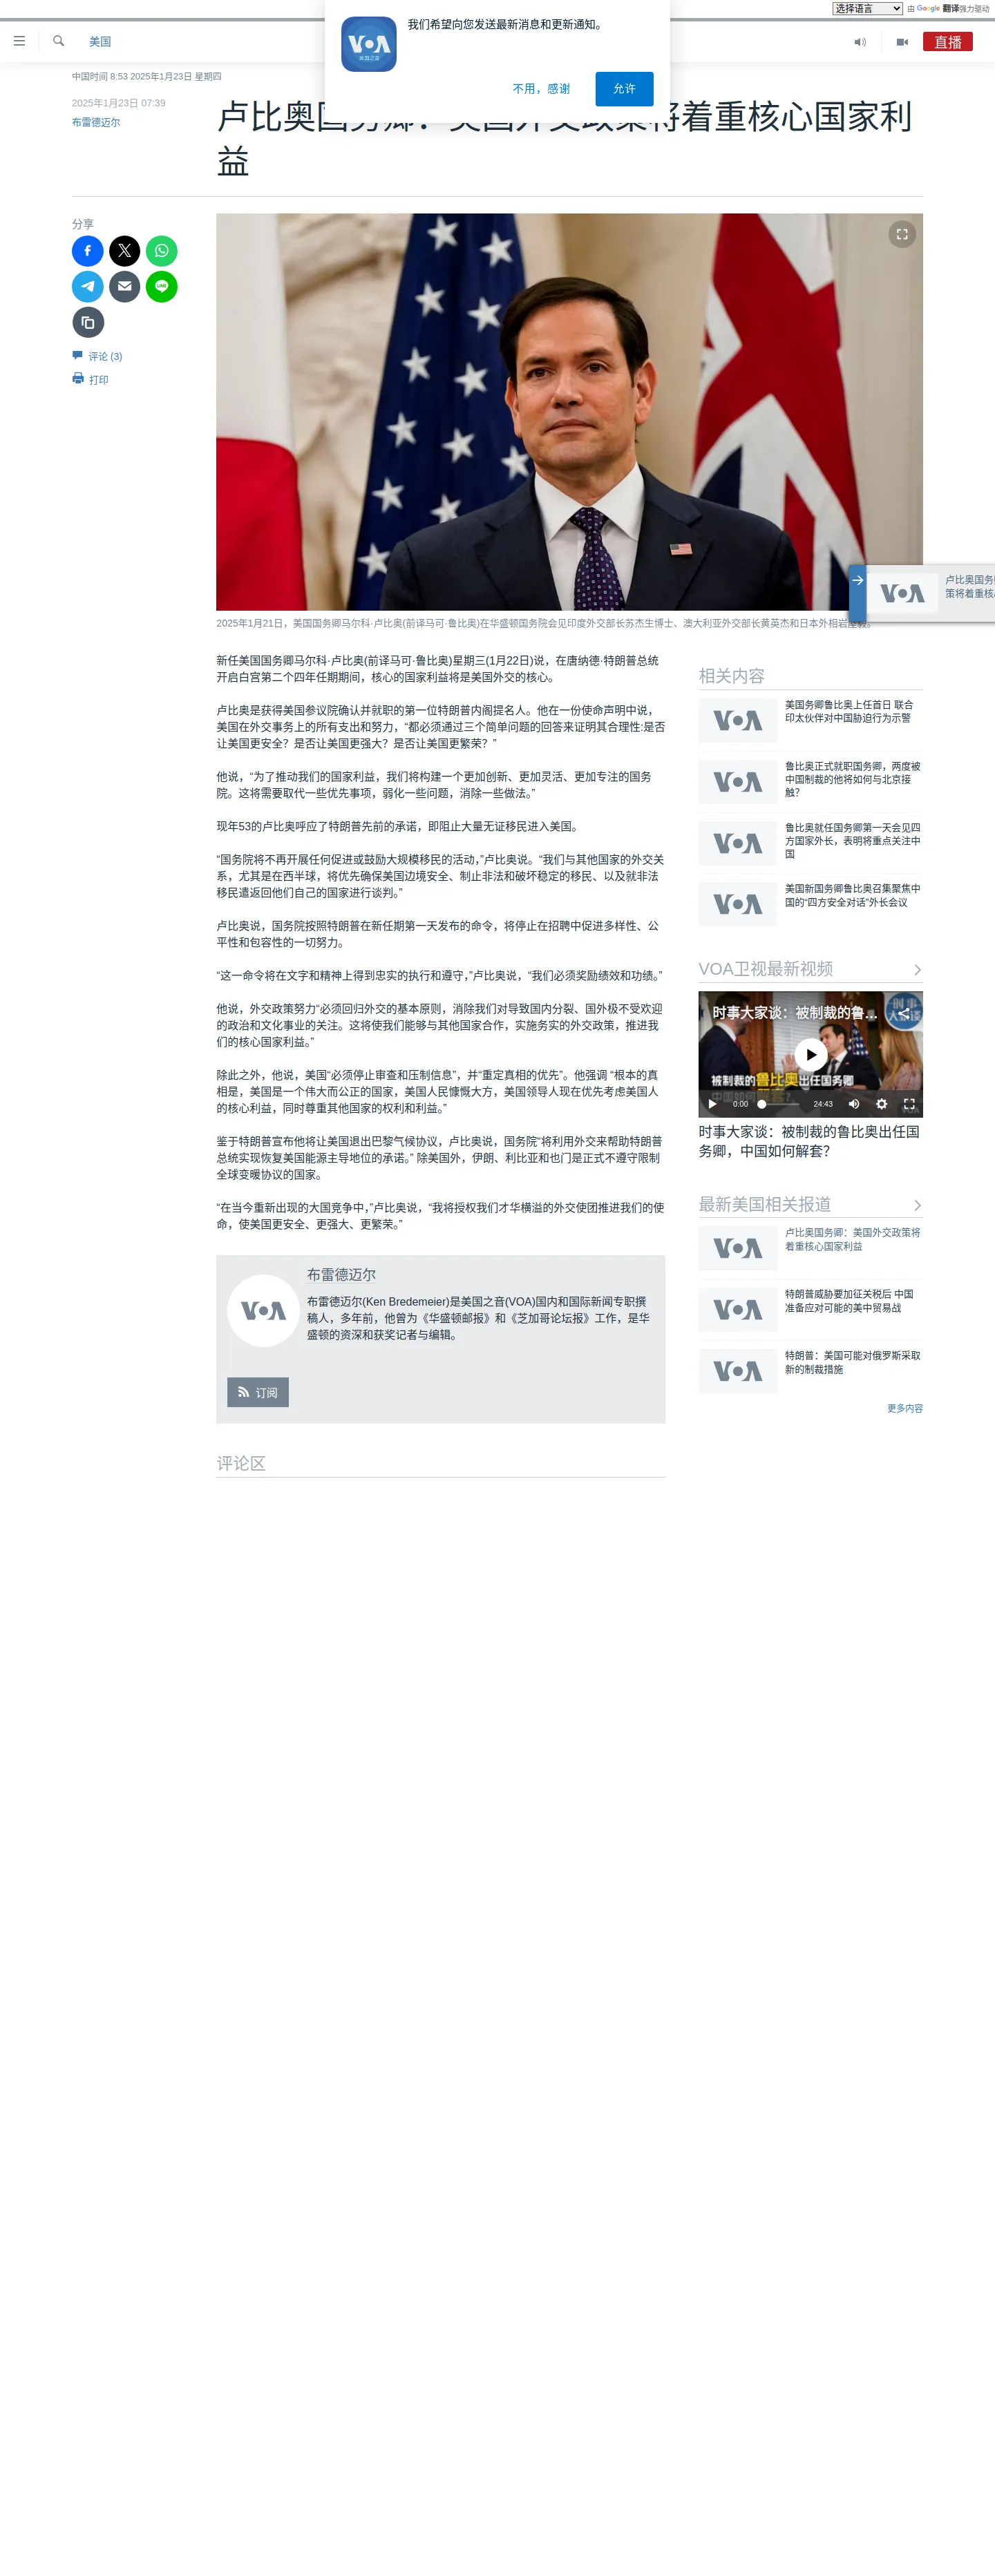 选择语言 由 Google 翻译强力驱动
我们希望向您发送最新消息和更新通知。
VOA
美国之音
不用，感谢 允许
美国
直播
中国时间 8:53 2025年1月23日 星期四
2025年1月23日 07:39
布雷德迈尔
卢比奥国务卿：美国外交政策将着重核心国家利
益
分享
LINE
评论 (3)
打印
2025年1月21日，美国国务卿马尔科·卢比奥(前译马可·鲁比奥)在华盛顿国务院会见印度外交部长苏杰生博士、澳大利亚外交部长黄英杰和日本外相岩屋毅。
VOA
卢比奥国务
策将着重核
新任美国国务卿马尔科·卢比奥(前译马可·鲁比奥)星期三(1月22日)说，在唐纳德·特朗普总统
开启白宫第二个四年任期期间，核心的国家利益将是美国外交的核心。
卢比奥是获得美国参议院确认并就职的第一位特朗普内阁提名人。他在一份使命声明中说，
美国在外交事务上的所有支出和努力，“都必须通过三个简单问题的回答来证明其合理性:是否
让美国更安全？是否让美国更强大？是否让美国更繁荣？”
他说，“为了推动我们的国家利益，我们将构建一个更加创新、更加灵活、更加专注的国务
院。这将需要取代一些优先事项，弱化一些问题，消除一些做法。”
现年53的卢比奥呼应了特朗普先前的承诺，即阻止大量无证移民进入美国。
“国务院将不再开展任何促进或鼓励大规模移民的活动，”卢比奥说。“我们与其他国家的外交关
系，尤其是在西半球，将优先确保美国边境安全、制止非法和破坏稳定的移民、以及就非法
移民遣返回他们自己的国家进行谈判。”
卢比奥说，国务院按照特朗普在新任期第一天发布的命令，将停止在招聘中促进多样性、公
平性和包容性的一切努力。
“这一命令将在文字和精神上得到忠实的执行和遵守，”卢比奥说，“我们必须奖励绩效和功绩。”
他说，外交政策努力“必须回归外交的基本原则，消除我们对导致国内分裂、国外极不受欢迎
的政治和文化事业的关注。这将使我们能够与其他国家合作，实施务实的外交政策，推进我
们的核心国家利益。”
除此之外，他说，美国“必须停止审查和压制信息”，并“重定真相的优先”。他强调 “根本的真
相是，美国是一个伟大而公正的国家，美国人民慷慨大方，美国领导人现在优先考虑美国人
的核心利益，同时尊重其他国家的权利和利益。”
鉴于特朗普宣布他将让美国退出巴黎气候协议，卢比奥说，国务院“将利用外交来帮助特朗普
总统实现恢复美国能源主导地位的承诺。” 除美国外，伊朗、利比亚和也门是正式不遵守限制
全球变暖协议的国家。
“在当今重新出现的大国竞争中，”卢比奥说，“我将授权我们才华横溢的外交使团推进我们的使
命，使美国更安全、更强大、更繁荣。”
VOA
布雷德迈尔
布雷德迈尔(Ken Bredemeier)是美国之音(VOA)国内和国际新闻专职撰
稿人，多年前，他曾为《华盛顿邮报》和《芝加哥论坛报》工作，是华
盛顿的资深和获奖记者与编辑。
订阅
评论区
相关内容
VOA
美国务卿鲁比奥上任首日 联合
印太伙伴对中国胁迫行为示警
VOA
鲁比奥正式就职国务卿，两度被
中国制裁的他将如何与北京接
触？
VOA
鲁比奥就任国务卿第一天会见四
方国家外长，表明将重点关注中
国
VOA
美国新国务卿鲁比奥召集聚焦中
国的“四方安全对话”外长会议
VOA卫视最新视频
时事大家谈：被制裁的鲁…
时事
大家谈
被制裁的鲁比奥出任国务卿
0:00 24:43
时事大家谈：被制裁的鲁比奥出任国
务卿，中国如何解套？
最新美国相关报道
VOA
卢比奥国务卿：美国外交政策将
着重核心国家利益
VOA
特朗普威胁要加征关税后 中国
准备应对可能的美中贸易战
VOA
特朗普：美国可能对俄罗斯采取
新的制裁措施
更多内容